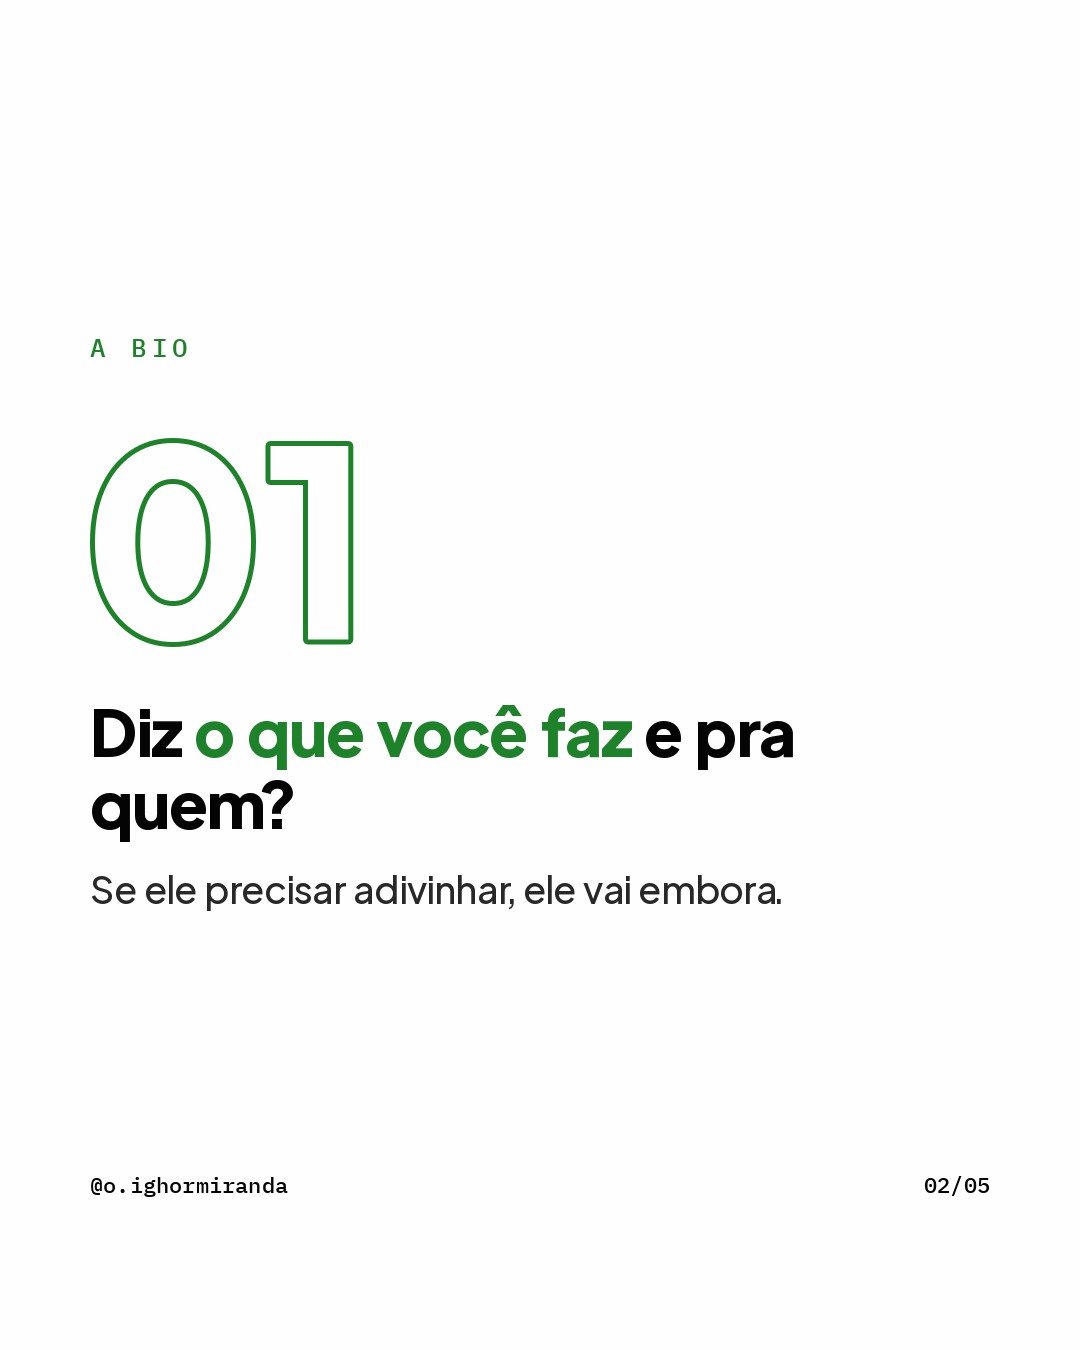 A BIO
01
Diz o que você faz e pra
quem?
Se ele precisar adivinhar, ele vai embora.
@o.ighormiranda
02/05